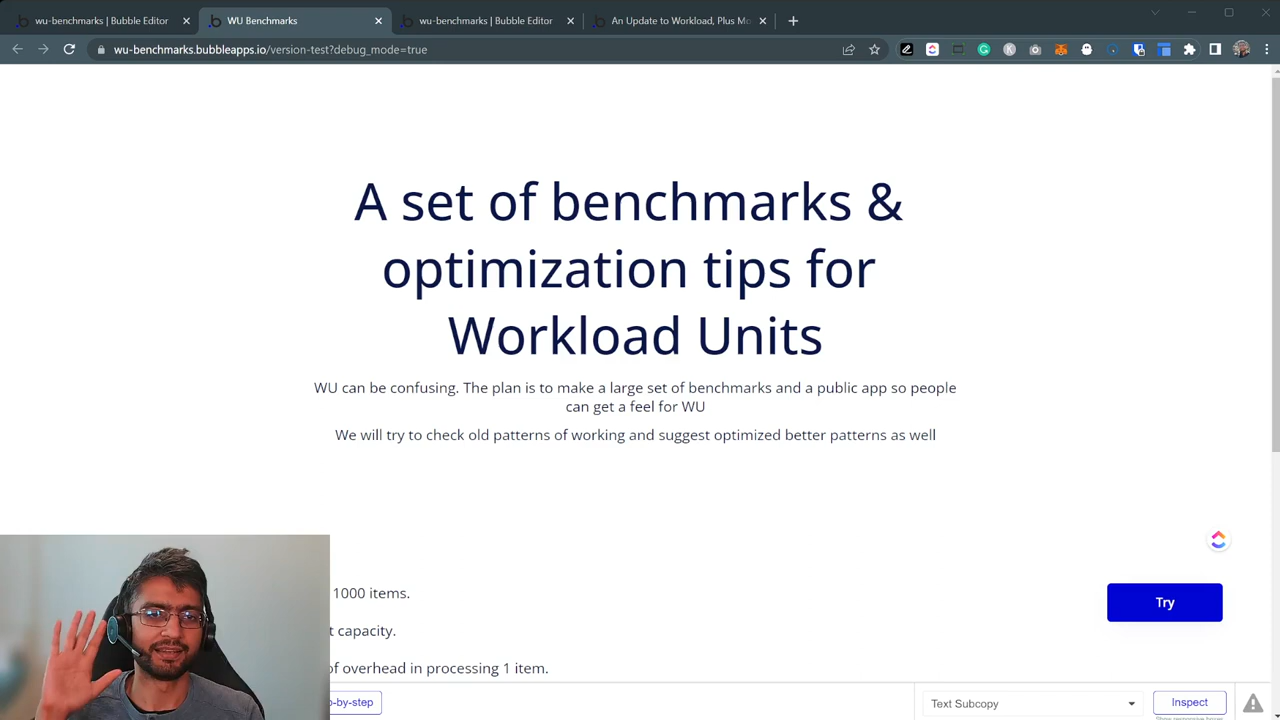 wu-benchmarks | Bubble Editor
WU Benchmarks
wu-benchmarks | Bubble Editor
An Update to Workload, Plus Mo
wu-benchmarks.bubbleapps.io/version-test?debug_mode=true
A set of benchmarks &
optimization tips for
Workload Units
WU can be confusing. The plan is to make a large set of benchmarks and a public app so people
can get a feel for WU
We will try to check old patterns of working and suggest optimized better patterns as well
1000 items.
Try
capacity.
of overhead in processing 1 item.
-by-step
Text Subcopy
Inspect